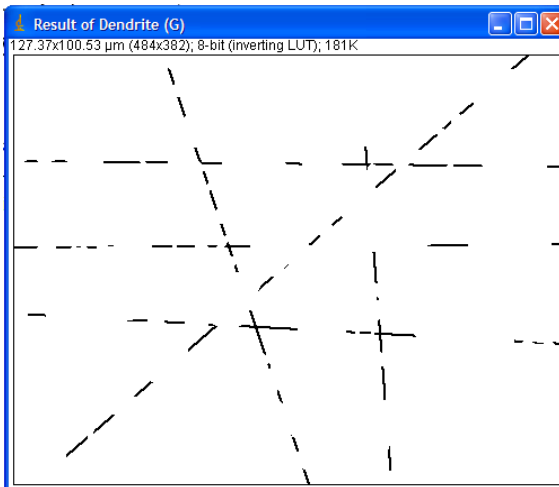 Result of Dendrite (G)
127.37x100.53 µm (484x382); 8-bit (inverting LUT); 181K